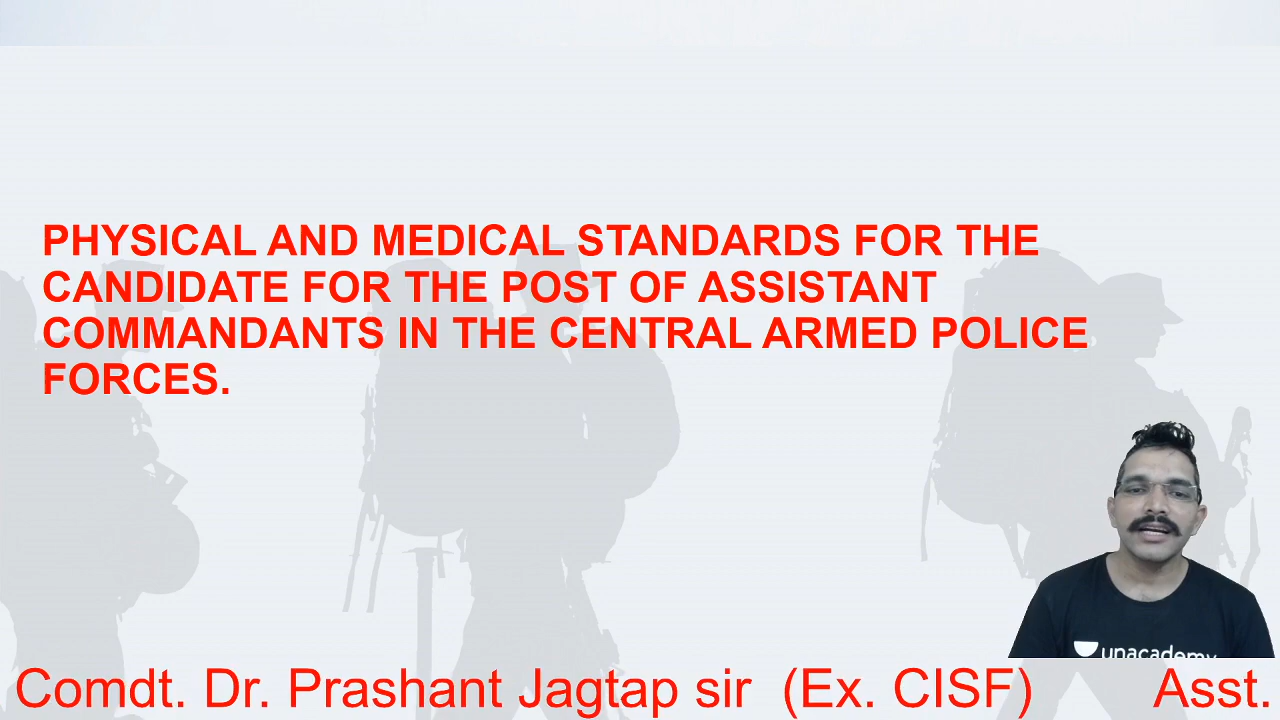 PHYSICAL AND MEDICAL STANDARDS FOR THE
CANDIDATE FOR THE POST OF ASSISTANT
COMMANDANTS IN THE CENTRAL ARMED POLICE
FORCES.
unacademy
Comdt. Dr. Prashant Jagtap sir (Ex. CISF) Asst.